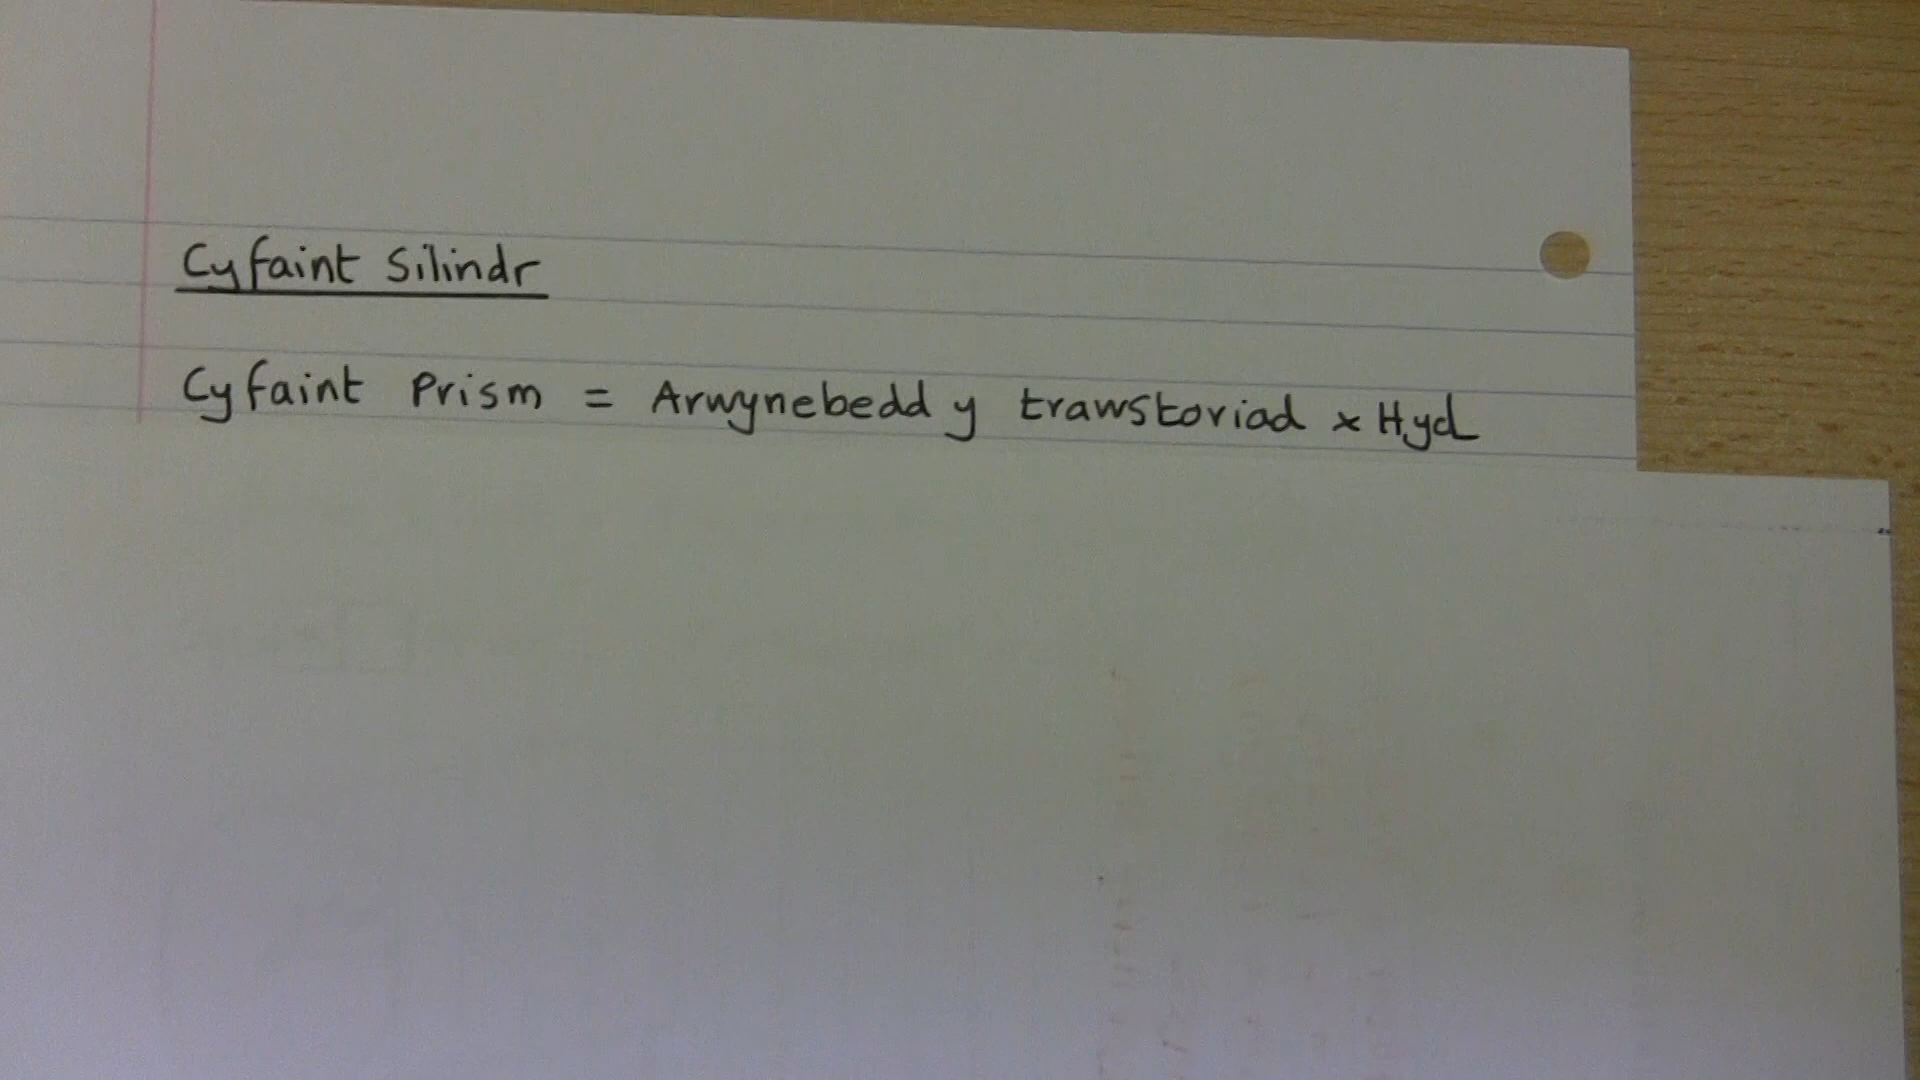 Cyfaint Silindr
Cyfaint Prism = Arwynebedd y trawstoriad × Hyd